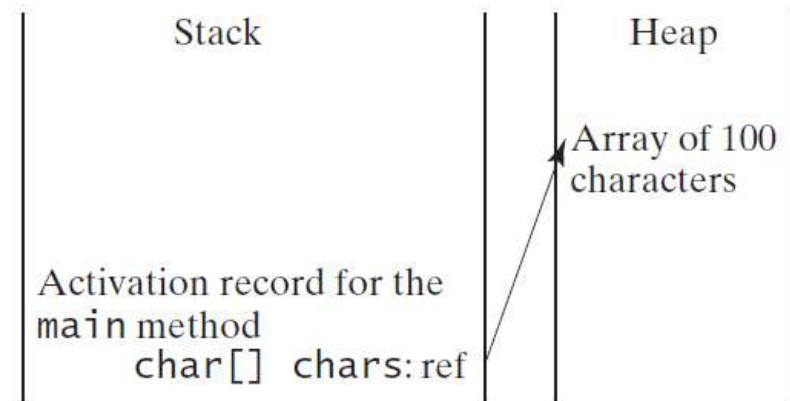 Stack
Heap
Array of 100
characters
Activation record for the
main method
char[] chars: ref